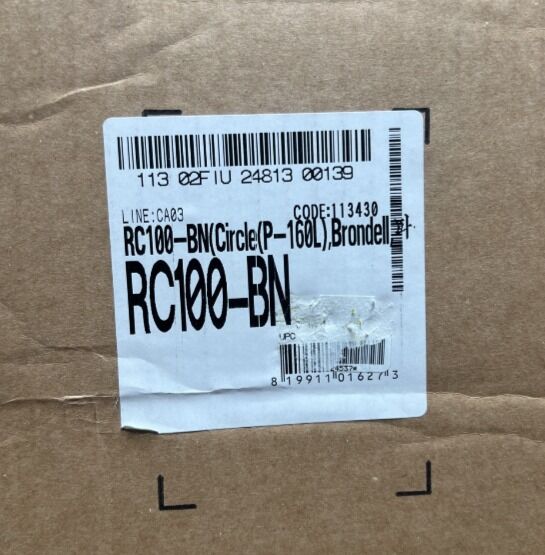 113 02FIU 24813 00139
LINE:CA03 CODE:113430
RC100-BN(Circle(P-160L),Brondell
RC100-BN
UPC
8 19911 01627 3